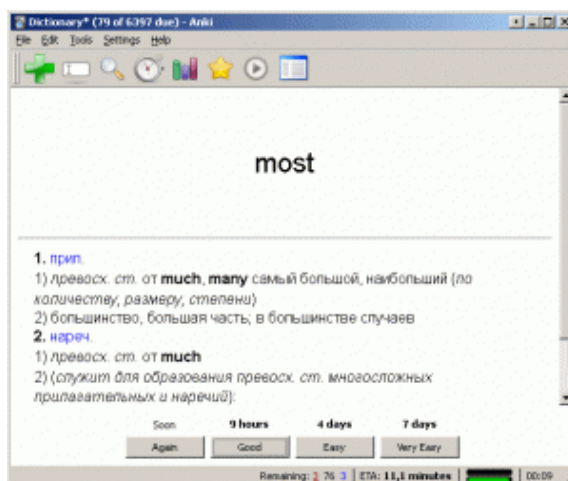 Dictionary* (79 of 6397 due) - Anki
File Edit Tools Settings Help
most
1. прил.
1) превосх. ст. от much, many самый большой, наибольший (по
количеству, размеру, степени)
2) большинство, большая часть; в большинстве случаев
2. нареч.
1) превосх. ст. от much
2) (служит для образования превосх. ст. многосложных
прилагательных и наречий):
Soon 9 hours 4 days 7 days
Again Good Easy Very Easy
Remaining: 1 76 3 ETA: 11,1 minutes 00:09